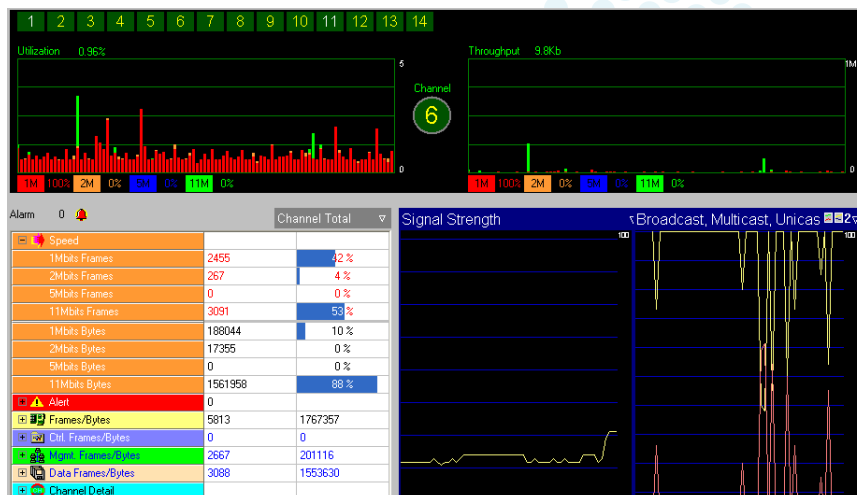 1 2 3 4 5 6 7 8 9 10 11 12 13 14
Utilization 0.96%
5
0
1M 100% 2M 0% 5M 0% 11M 0%
Channel
6
Throughput 9.8Kb
1M
0
1M 100% 2M 0% 5M 0% 11M 0%
Alarm 0
Channel Total
Speed
1Mbits Frames 2455 42 %
2Mbits Frames 267 4 %
5Mbits Frames 0 0 %
11Mbits Frames 3091 53 %
1Mbits Bytes 188044 10 %
2Mbits Bytes 17355 0 %
5Mbits Bytes 0 0 %
11Mbits Bytes 1561958 88 %
Alert 0
Frames/Bytes 5813 1767357
Ctrl. Frames/Bytes 0 0
Mgmt. Frames/Bytes 2667 201116
Data Frames/Bytes 3088 1553630
Channel Detail
Signal Strength
100
Broadcast, Multicast, Unicas 2
100